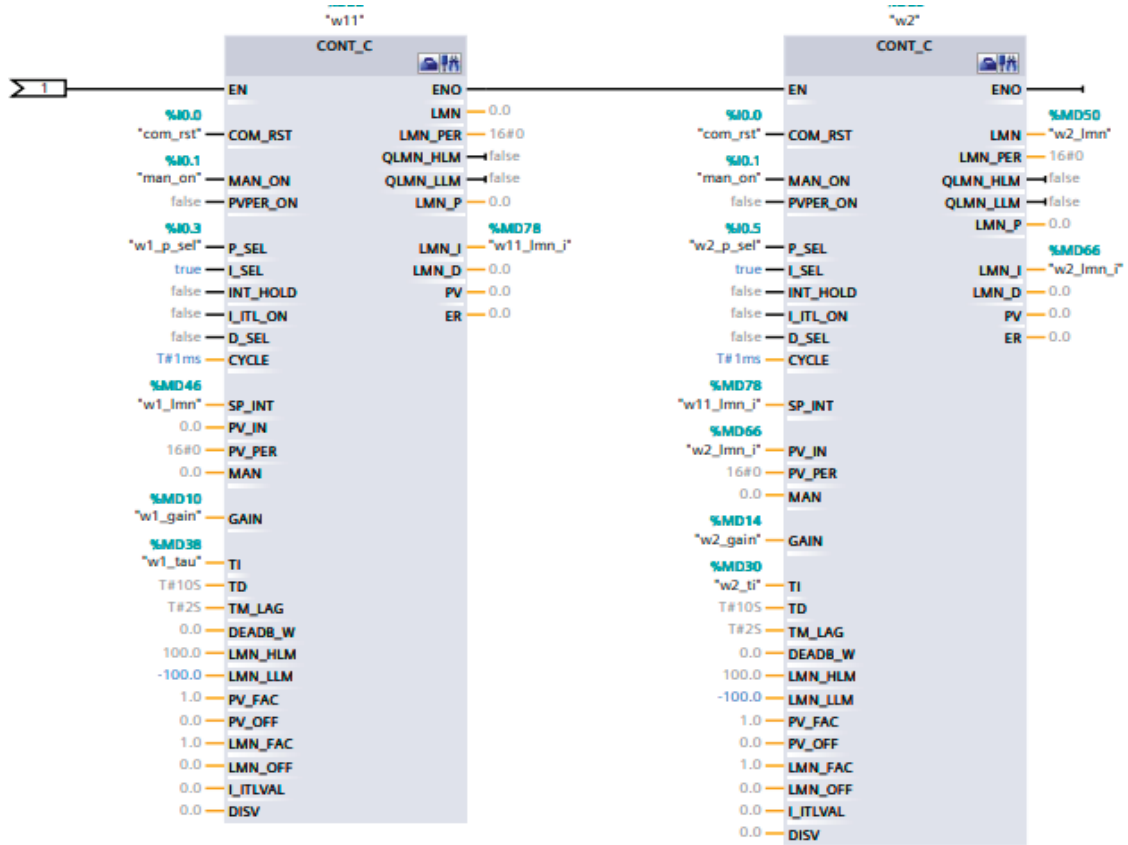 "w11"
CONT_C
1
EN ENO
LMN 0.0
%I0.0
"com_rst" COM_RST LMN_PER 16#0
QLMN_HLM false
%I0.1
"man_on" MAN_ON QLMN_LLM false
false PVPER_ON LMN_P 0.0
%I0.3 %MD78
"w1_p_sel" P_SEL LMN_I "w11_lmn_i"
true I_SEL LMN_D 0.0
false INT_HOLD PV 0.0
false I_ITL_ON ER 0.0
false D_SEL
T#1ms CYCLE
%MD46
"w1_lmn" SP_INT
0.0 PV_IN
16#0 PV_PER
0.0 MAN
%MD10
"w1_gain" GAIN
%MD38
"w1_tau" TI
T#10S TD
T#2S TM_LAG
0.0 DEADB_W
100.0 LMN_HLM
-100.0 LMN_LLM
1.0 PV_FAC
0.0 PV_OFF
1.0 LMN_FAC
0.0 LMN_OFF
0.0 I_ITLVAL
0.0 DISV
"w2"
CONT_C
EN ENO
%I0.0 %MD50
"com_rst" COM_RST LMN "w2_lmn"
LMN_PER 16#0
%I0.1
"man_on" MAN_ON QLMN_HLM false
false PVPER_ON QLMN_LLM false
LMN_P 0.0
%I0.5
"w2_p_sel" P_SEL
%MD66
true I_SEL LMN_I "w2_lmn_i"
false INT_HOLD LMN_D 0.0
false I_ITL_ON PV 0.0
false D_SEL ER 0.0
T#1ms CYCLE
%MD78
"w11_lmn_i" SP_INT
%MD66
"w2_lmn_i" PV_IN
16#0 PV_PER
0.0 MAN
%MD14
"w2_gain" GAIN
%MD30
"w2_ti" TI
T#10S TD
T#2S TM_LAG
0.0 DEADB_W
100.0 LMN_HLM
-100.0 LMN_LLM
1.0 PV_FAC
0.0 PV_OFF
1.0 LMN_FAC
0.0 LMN_OFF
0.0 I_ITLVAL
0.0 DISV